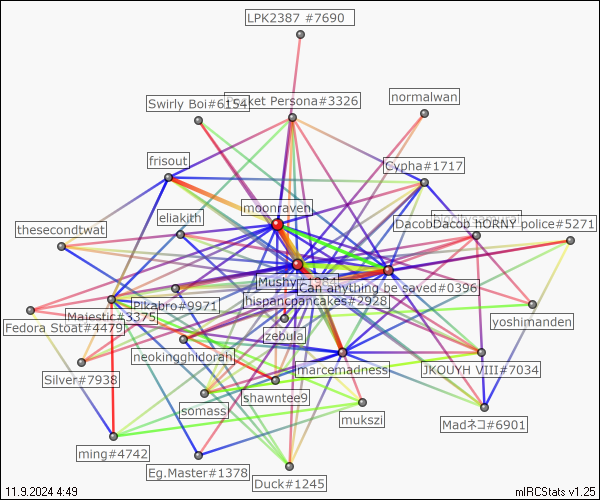 LPK2387 #7690
normalwan
Swirly Boi#6154
Pocket Persona#3326
frisout
Cypha#1717
moonraven
eliakith
thesecondtwat
DacobDacob hORNY police#5271
Mushy#1984
Can anything be saved#0396
hispancpancakes#2928
Pikabro#9971
Majestic#3375
Fedora Stoat#4479
yoshimanden
zebula
neokingghidorah
marcemadness
JKOUYH VIII#7034
Silver#7938
shawntee9
somass
mukszi
Madネコ#6901
ming#4742
Eg.Master#1378
Duck#1245
11.9.2024 4:49
mIRCStats v1.25